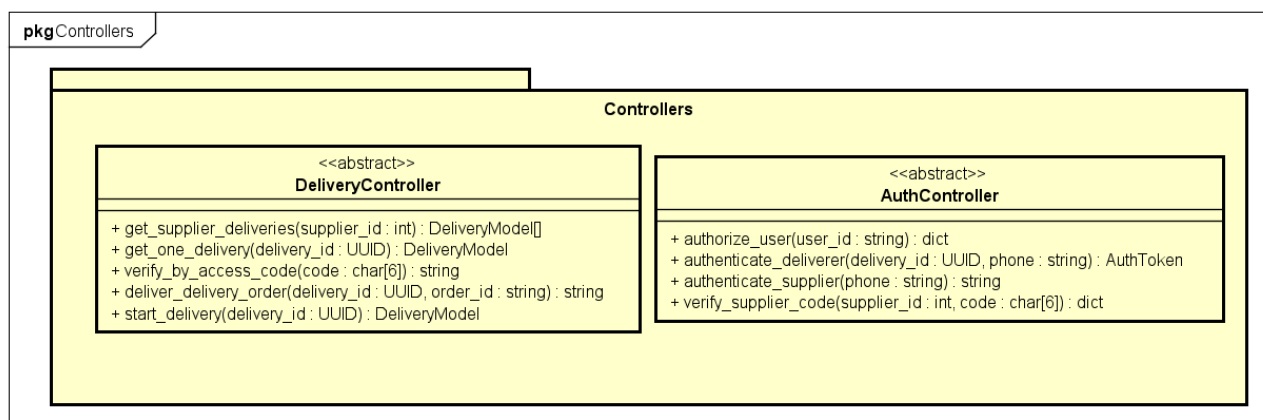 pkgControllers
Controllers
<<abstract>>
DeliveryController
+ get_supplier_deliveries(supplier_id : int) : DeliveryModel[]
+ get_one_delivery(delivery_id : UUID) : DeliveryModel
+ verify_by_access_code(code : char[6]) : string
+ deliver_delivery_order(delivery_id : UUID, order_id : string) : string
+ start_delivery(delivery_id : UUID) : DeliveryModel
<<abstract>>
AuthController
+ authorize_user(user_id : string) : dict
+ authenticate_deliverer(delivery_id : UUID, phone : string) : AuthToken
+ authenticate_supplier(phone : string) : string
+ verify_supplier_code(supplier_id : int, code : char[6]) : dict